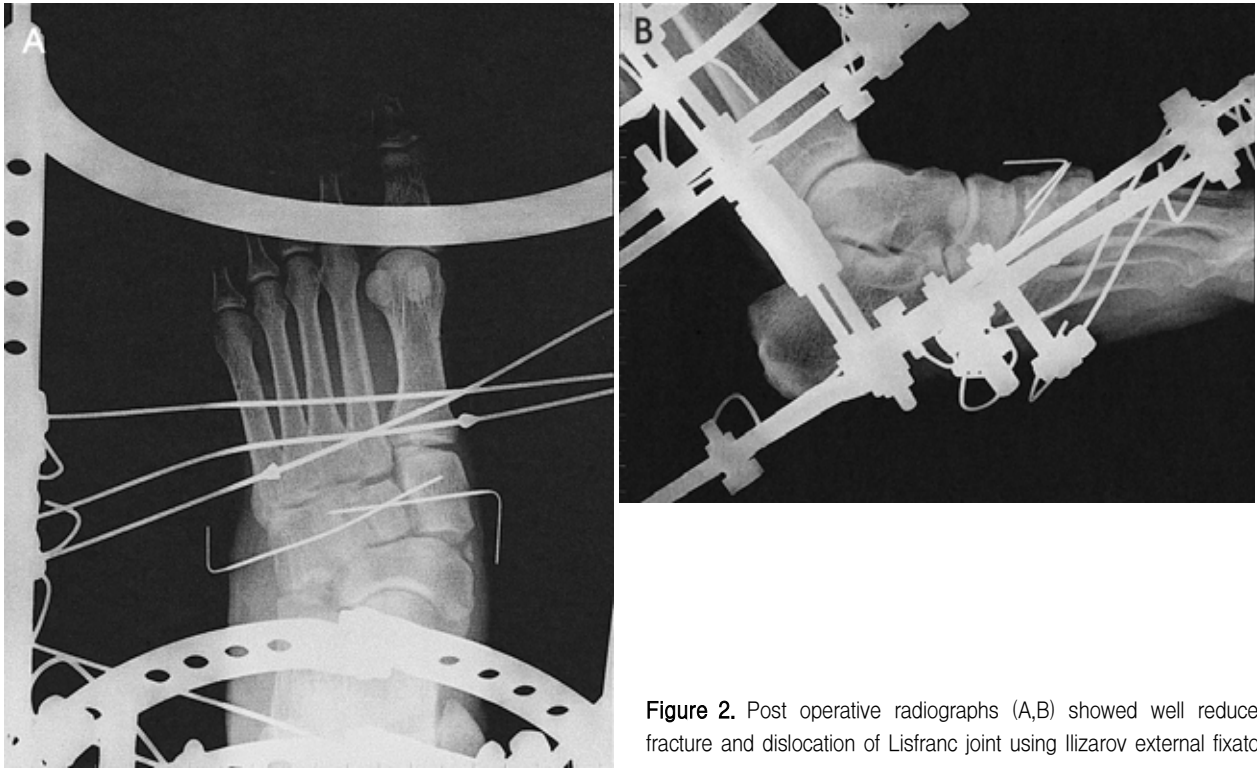 A
B
Figure 2. Post operative radiographs (A,B) showed well reduce
fracture and dislocation of Lisfranc joint using Ilizarov external fixato